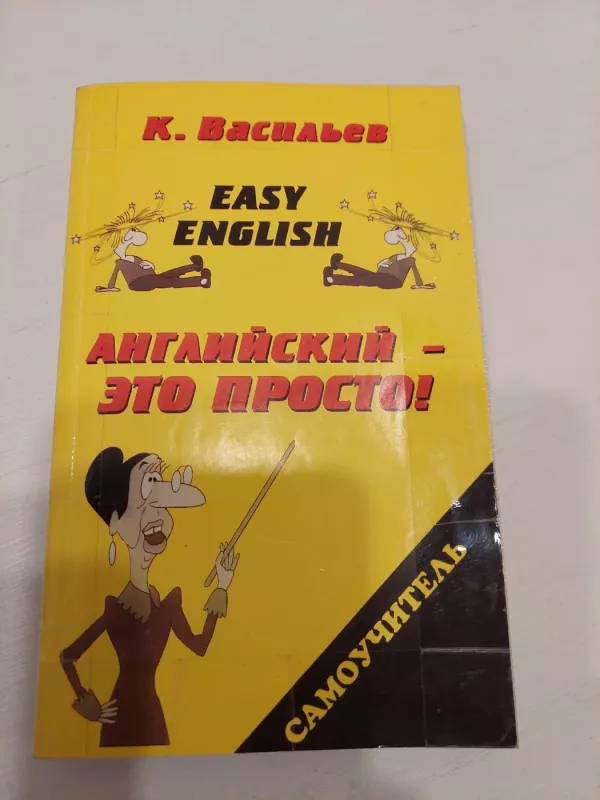 К. Васильев
EASY
ENGLISH
АНГЛИЙСКИЙ –
ЭТО ПРОСТО!
САМОУЧИТЕЛЬ